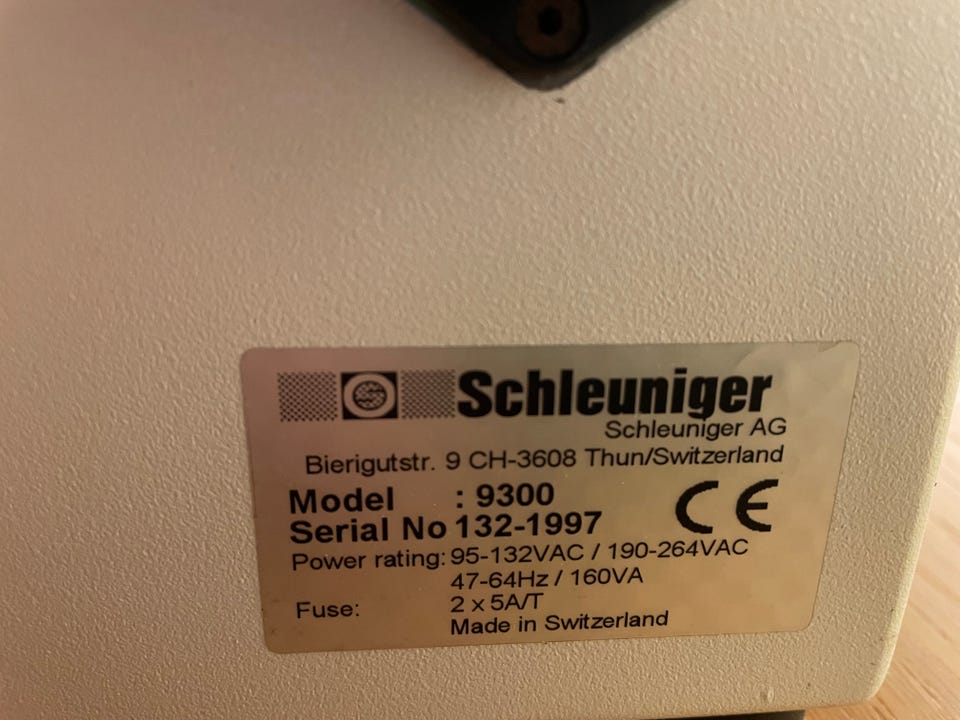 Schleuniger
Schleuniger AG
Bierigutstr. 9 CH-3608 Thun/Switzerland
Model : 9300
Serial No 132-1997
CE
Power rating: 95-132VAC / 190-264VAC
47-64Hz / 160VA
Fuse: 2 x 5A/T
Made in Switzerland